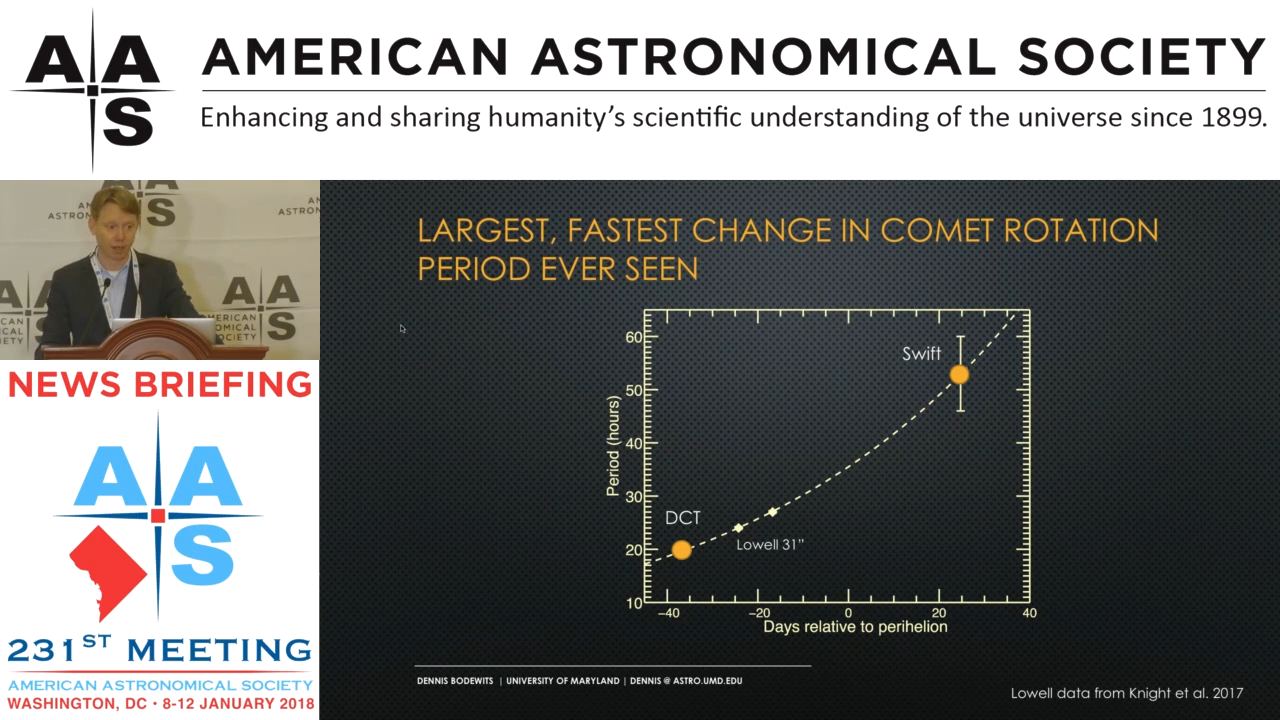 AAS
AMERICAN ASTRONOMICAL SOCIETY
Enhancing and sharing humanity’s scientific understanding of the universe since 1899.
NEWS BRIEFING
AAS
231ST MEETING
AMERICAN ASTRONOMICAL SOCIETY
WASHINGTON, DC • 8-12 JANUARY 2018
LARGEST, FASTEST CHANGE IN COMET ROTATION
PERIOD EVER SEEN
Period (hours)
60
50
40
30
20
10
Swift
DCT
Lowell 31”
−40 −20 0 20 40
Days relative to perihelion
DENNIS BODEWITS | UNIVERSITY OF MARYLAND | DENNIS @ ASTRO.UMD.EDU
Lowell data from Knight et al. 2017